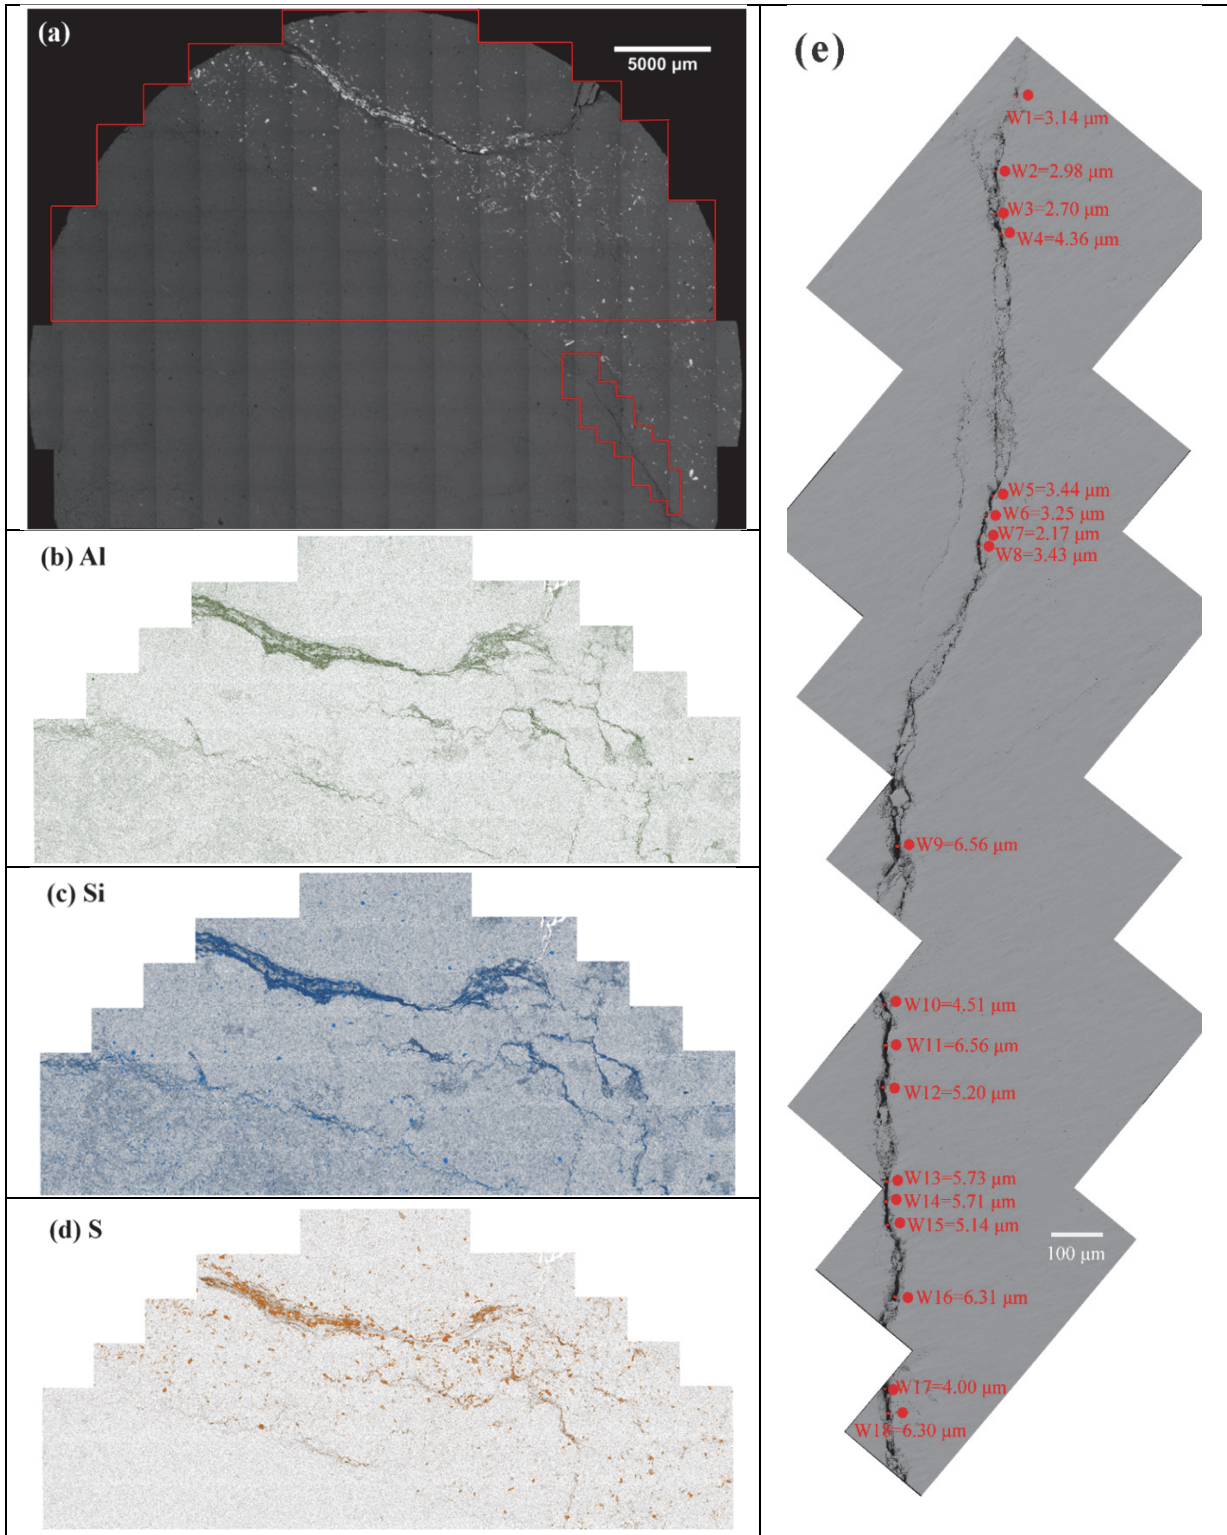 (a)
5000 µm
(b) Al
(c) Si
(d) S
(e)
W1=3.14 µm
W2=2.98 µm
W3=2.70 µm
W4=4.36 µm
W5=3.44 µm
W6=3.25 µm
W7=2.17 µm
W8=3.43 µm
W9=6.56 µm
W10=4.51 µm
W11=6.56 µm
W12=5.20 µm
W13=5.73 µm
W14=5.71 µm
W15=5.14 µm
100 µm
W16=6.31 µm
W17=4.00 µm
W18=6.30 µm